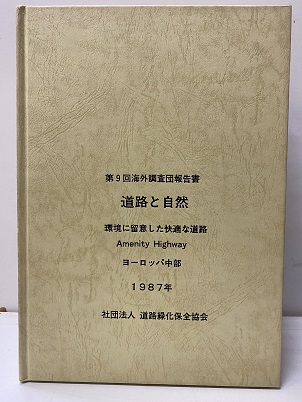 第9回海外調査団報告書
道路と自然
環境に留意した快適な道路
Amenity Highway
ヨーロッパ中部
1987年
社団法人 道路緑化保全協会